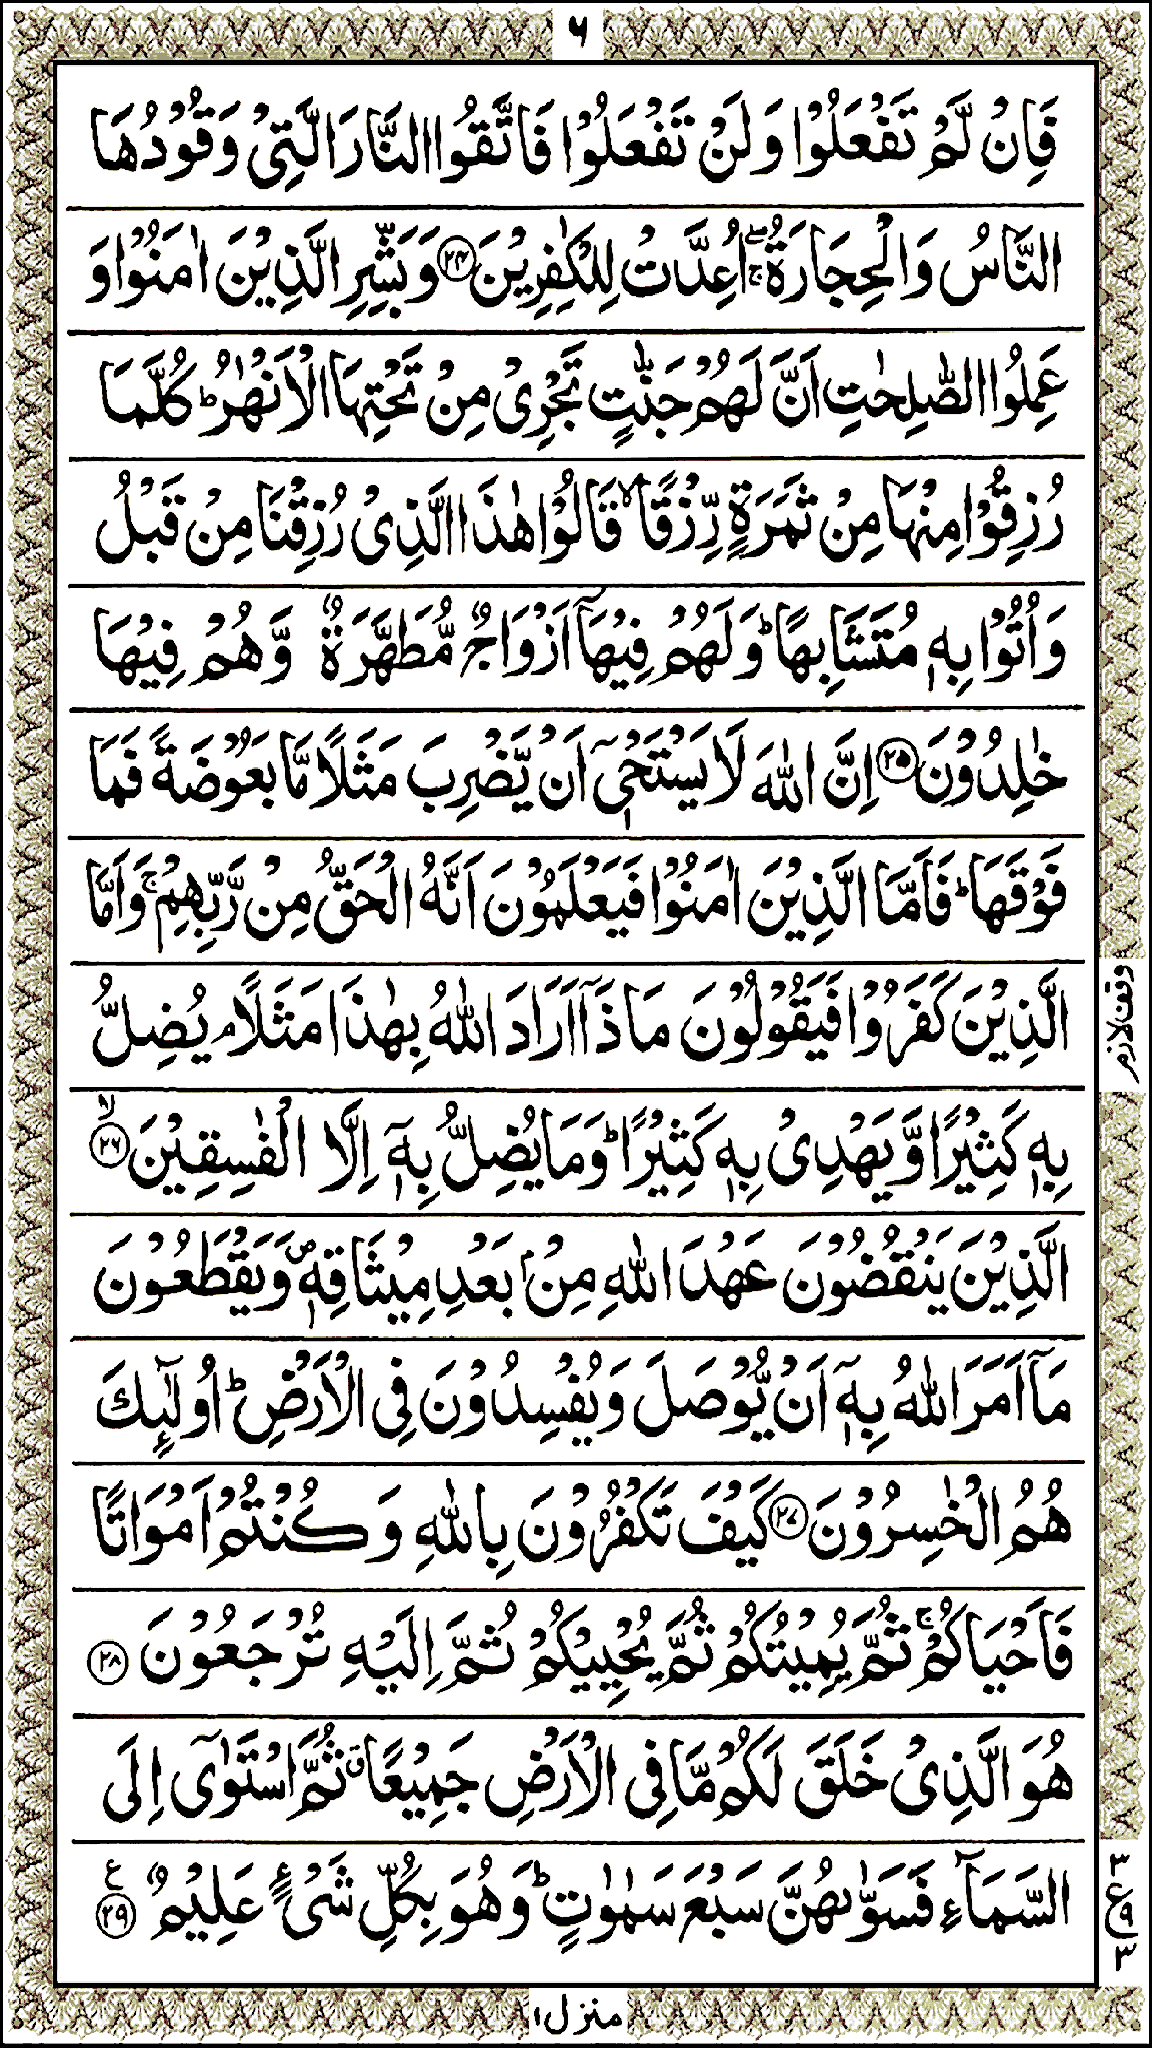 ۶
فَاِنْ لَّمْ تَفْعَلُوْا وَلَنْ تَفْعَلُوْا فَاتَّقُوا النَّارَ الَّتِیْ وَقُوْدُهَا
النَّاسُ وَالْحِجَارَةُ ۖۚ اُعِدَّتْ لِلْكٰفِرِیْنَ ﴿۲۴﴾ وَبَشِّرِ الَّذِیْنَ اٰمَنُوْا وَ
عَمِلُوا الصّٰلِحٰتِ اَنَّ لَهُمْ جَنّٰتٍ تَجْرِیْ مِنْ تَحْتِهَا الْاَنْهٰرُ ؕ كُلَّمَا
رُزِقُوْا مِنْهَا مِنْ ثَمَرَةٍ رِّزْقًا ۙ قَالُوْا هٰذَا الَّذِیْ رُزِقْنَا مِنْ قَبْلُ
وَاُتُوْا بِهٖ مُتَشَابِهًا ؕ وَلَهُمْ فِیْهَاۤ اَزْوَاجٌ مُّطَهَّرَةٌ وَّهُمْ فِیْهَا
خٰلِدُوْنَ ﴿۲۵﴾ اِنَّ اللّٰهَ لَا یَسْتَحْیٖۤ اَنْ یَّضْرِبَ مَثَلًا مَّا بَعُوْضَةً فَمَا
فَوْقَهَا ؕ فَاَمَّا الَّذِیْنَ اٰمَنُوْا فَیَعْلَمُوْنَ اَنَّهُ الْحَقُّ مِنْ رَّبِّهِمْ ۚ وَاَمَّا
الَّذِیْنَ كَفَرُوْا فَیَقُوْلُوْنَ مَاذَاۤ اَرَادَ اللّٰهُ بِهٰذَا مَثَلًا ۘ یُضِلُّ
وقف لازم
بِهٖ كَثِیْرًا وَّیَهْدِیْ بِهٖ كَثِیْرًا ؕ وَمَا یُضِلُّ بِهٖۤ اِلَّا الْفٰسِقِیْنَ ﴿۲۶﴾ ۙ
الَّذِیْنَ یَنْقُضُوْنَ عَهْدَ اللّٰهِ مِنْۢ بَعْدِ مِیْثَاقِهٖ ۪ وَیَقْطَعُوْنَ
مَاۤ اَمَرَ اللّٰهُ بِهٖۤ اَنْ یُّوْصَلَ وَیُفْسِدُوْنَ فِی الْاَرْضِ ؕ اُولٰٓئِكَ
هُمُ الْخٰسِرُوْنَ ﴿۲۷﴾ كَیْفَ تَكْفُرُوْنَ بِاللّٰهِ وَكُنْتُمْ اَمْوَاتًا
فَاَحْیَاكُمْ ۚ ثُمَّ یُمِیْتُكُمْ ثُمَّ یُحْیِیْكُمْ ثُمَّ اِلَیْهِ تُرْجَعُوْنَ ﴿۲۸﴾
هُوَ الَّذِیْ خَلَقَ لَكُمْ مَّا فِی الْاَرْضِ جَمِیْعًا ۗ ثُمَّ اسْتَوٰۤی اِلَی
السَّمَآءِ فَسَوّٰىهُنَّ سَبْعَ سَمٰوٰتٍ ؕ وَهُوَ بِكُلِّ شَیْءٍ عَلِیْمٌ ﴿۲۹﴾ ع
۳
ع ۹
۳
منزل ۱